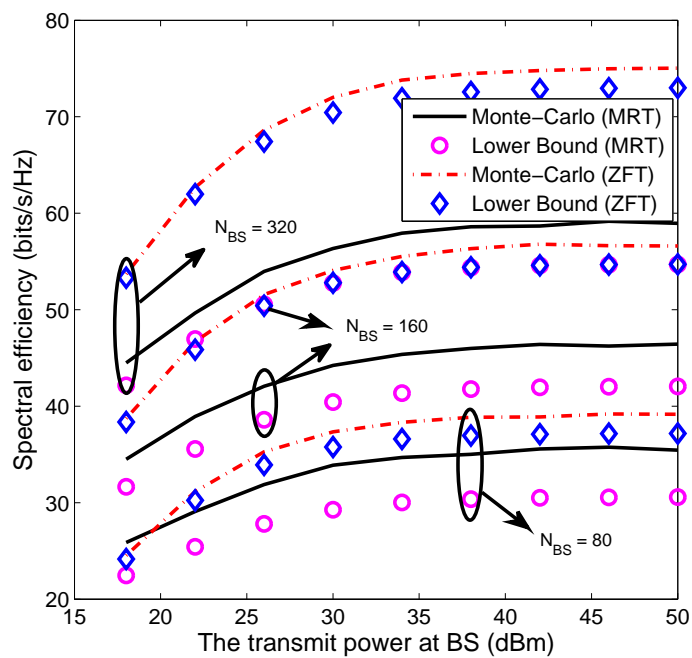 80
70
60
50
40
30
20
15
20
25
30
35
40
45
50
Spectral efficiency (bits/s/Hz)
The transmit power at BS (dBm)
Monte−Carlo (MRT)
Lower Bound (MRT)
Monte−Carlo (ZFT)
Lower Bound (ZFT)
N_BS = 320
N_BS = 160
N_BS = 80